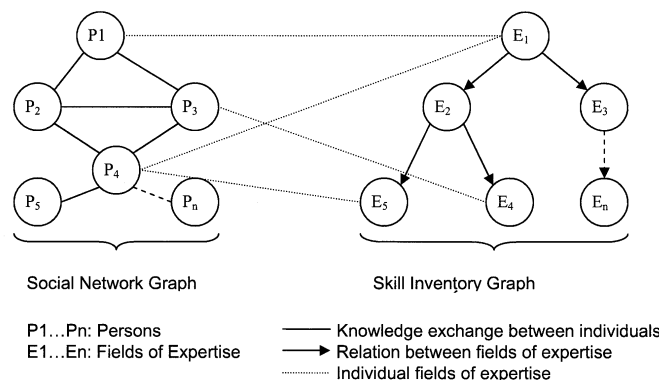 P1
E1
P2
P3
E2
E3
P4
P5
Pn
E5
E4
En
Social Network Graph
Skill Inventory Graph
P1...Pn: Persons
Knowledge exchange between individuals
E1...En: Fields of Expertise
Relation between fields of expertise
Individual fields of expertise